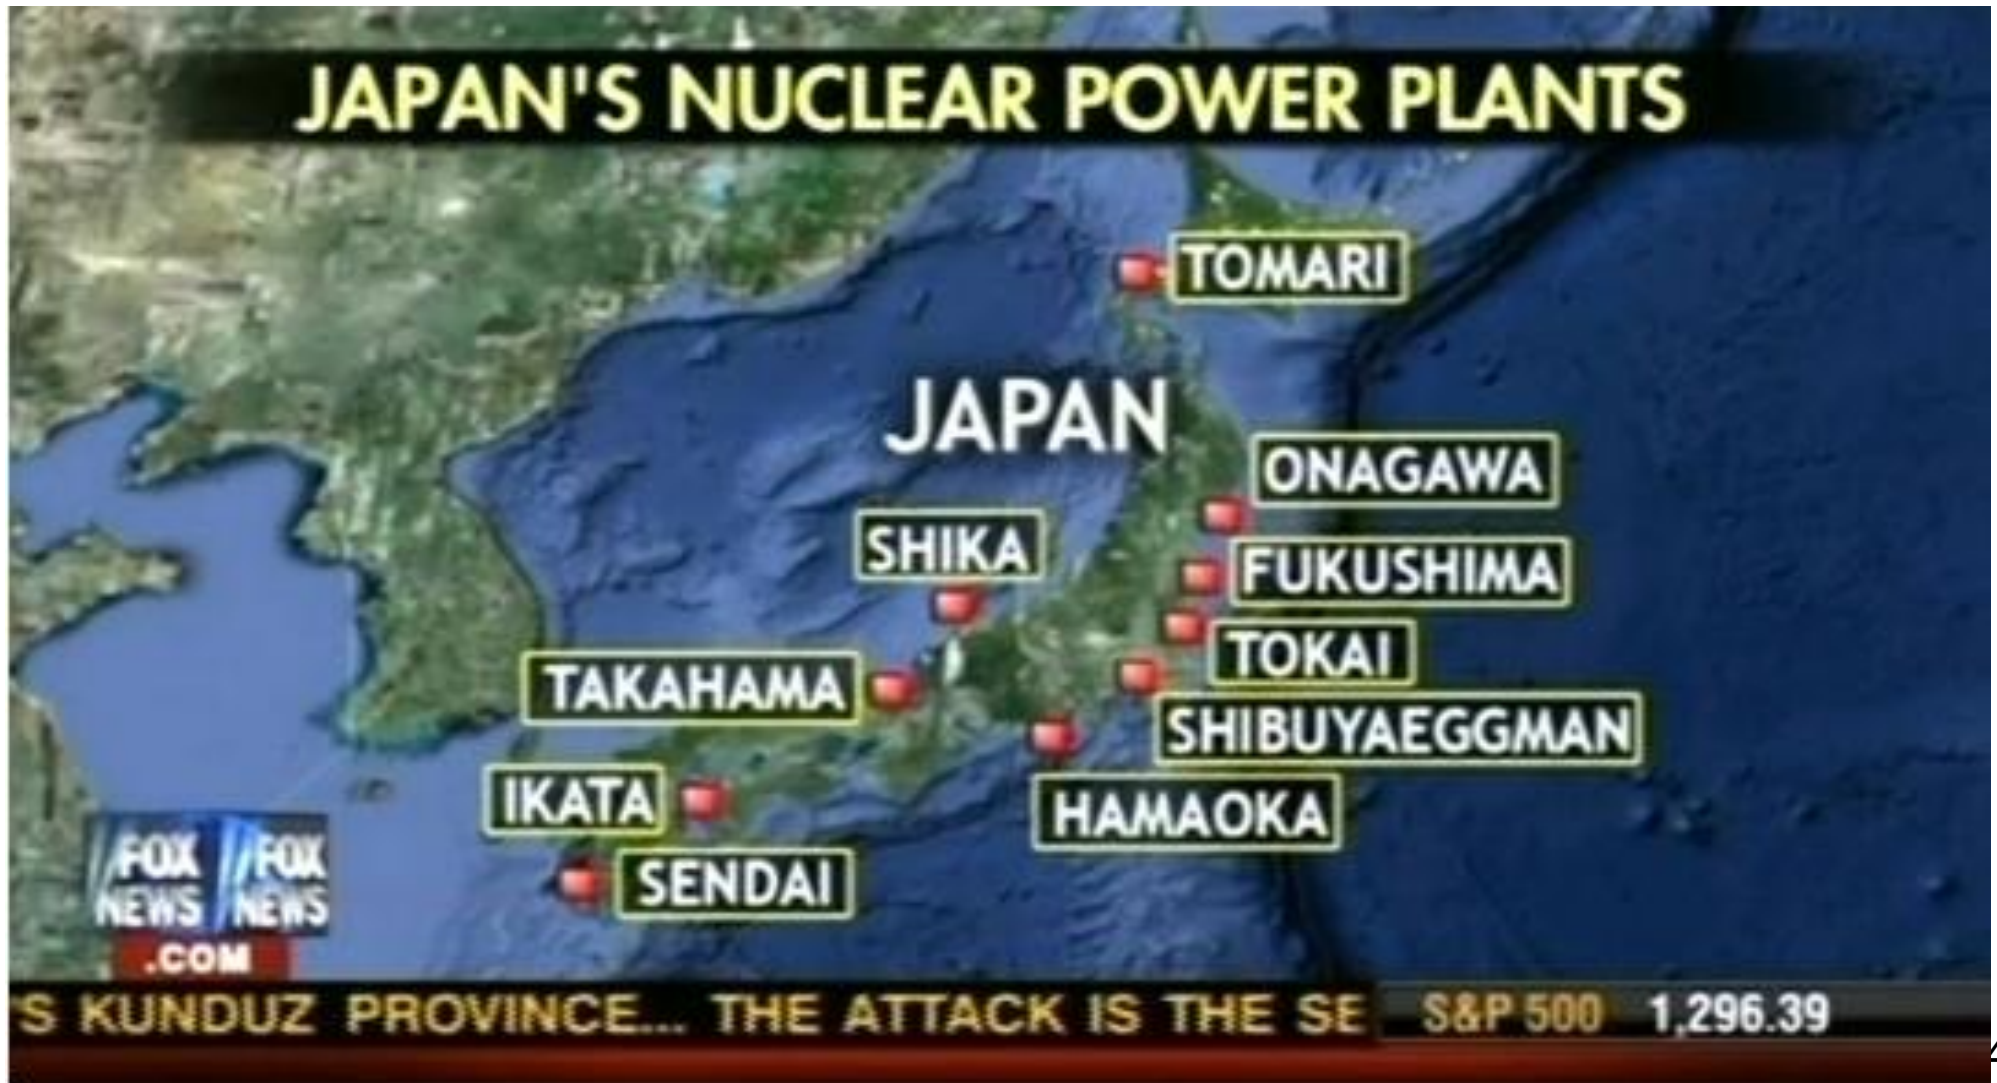 JAPAN'S NUCLEAR POWER PLANTS
TOMARI
JAPAN
ONAGAWA
SHIKA
FUKUSHIMA
TOKAI
TAKAHAMA
SHIBUYAEGGMAN
IKATA
HAMAOKA
SENDAI
FOX NEWS FOX NEWS
.COM
'S KUNDUZ PROVINCE... THE ATTACK IS THE SE
S&P 500 1,296.39